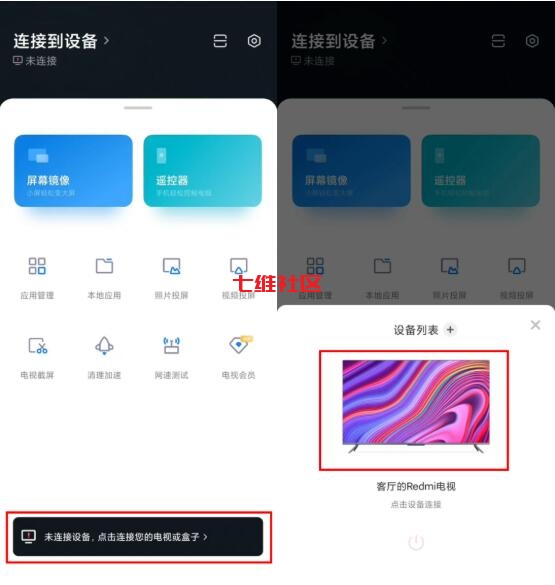 连接到设备 >
未连接
屏幕镜像
小屏轻松变大屏
遥控器
手机轻松控制电视
应用管理
本地应用
照片投屏
视频投屏
电视截屏
清理加速
网速测试
电视会员
未连接设备，点击连接您的电视或盒子 >
七维社区
连接到设备 >
未连接
屏幕镜像
小屏轻松变大屏
遥控器
手机轻松控制电视
应用管理
本地应用
照片投屏
视频投屏
设备列表 +
客厅的Redmi电视
点击设备连接